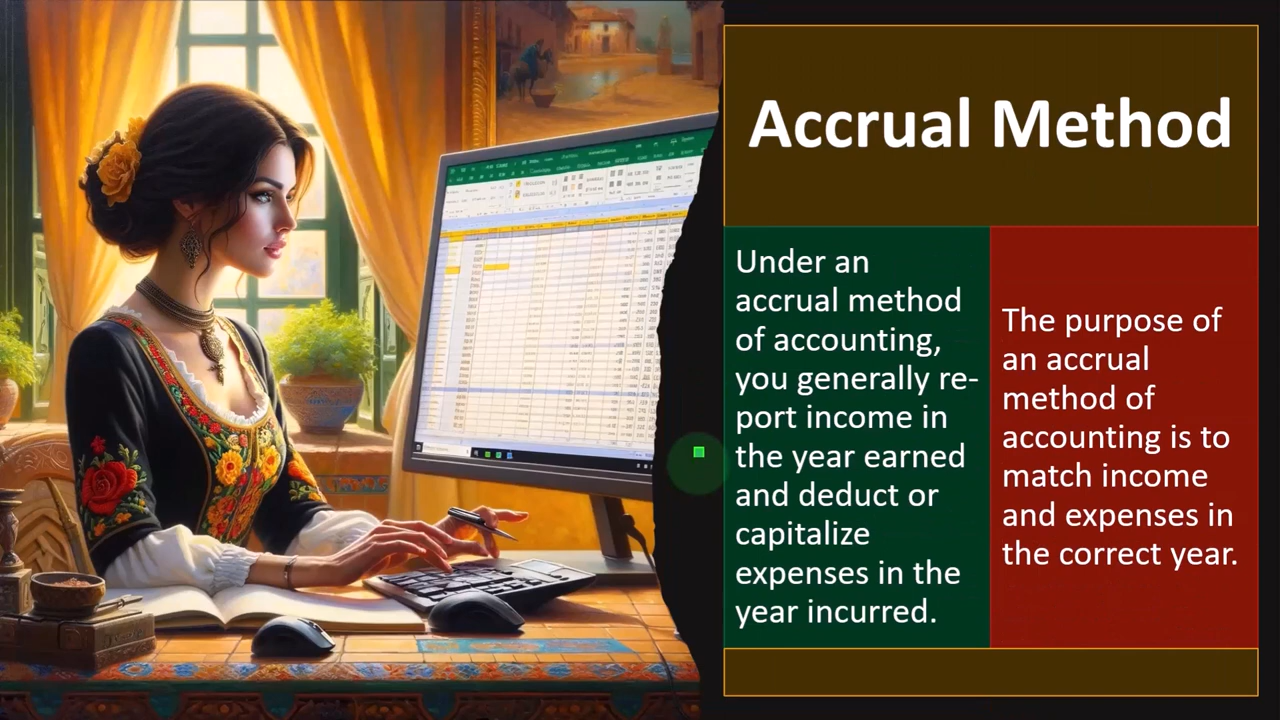 Accrual Method
Under an
accrual method
of accounting,
you generally re-
port income in
the year earned
and deduct or
capitalize
expenses in the
year incurred.
The purpose of
an accrual
method of
accounting is to
match income
and expenses in
the correct year.